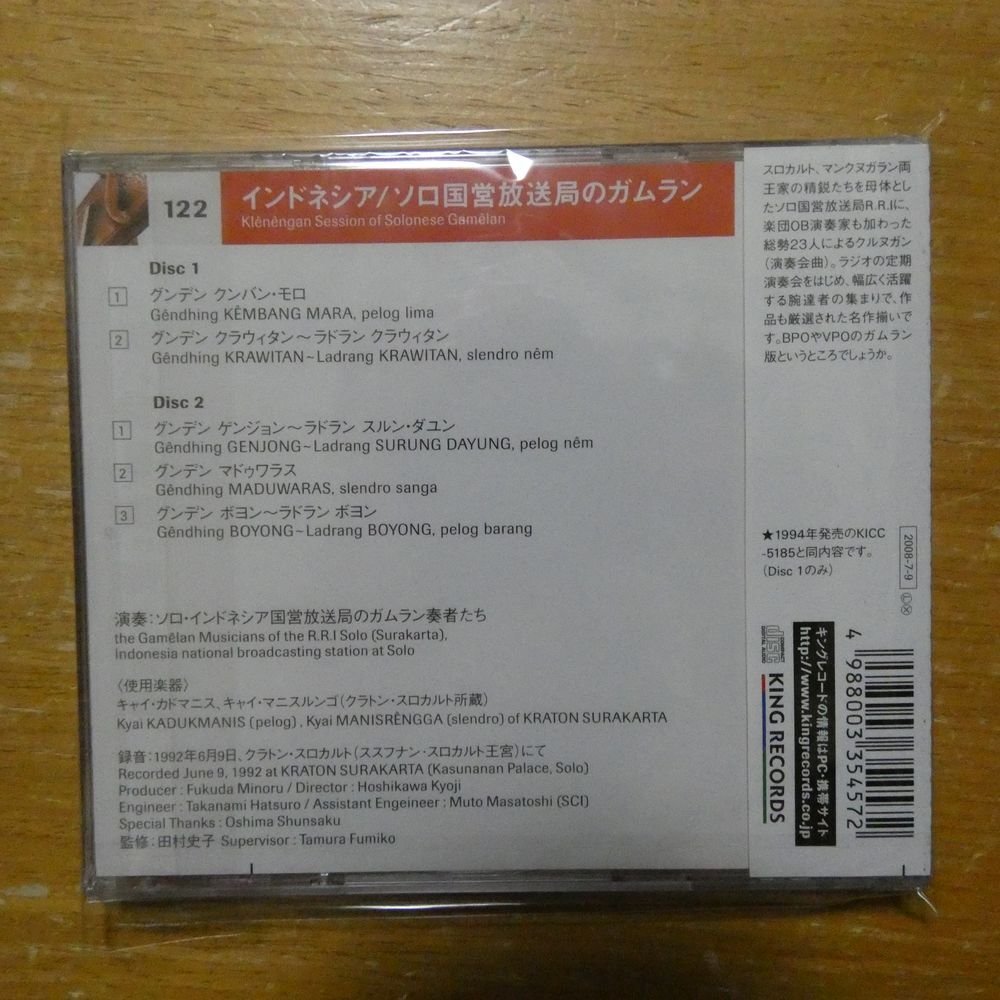 122
インドネシア/ソロ国営放送局のガムラン
Klênêngan Session of Solonese Gamêlan
Disc 1
1 グンデン クンバン・モロ
Gêndhing KÊMBANG MARA, pelog lima
2 グンデン クラウィタン〜ラドラン クラウィタン
Gêndhing KRAWITAN~Ladrang KRAWITAN, slendro nêm
Disc 2
1 グンデン ゲンジョン〜ラドラン スルン・ダユン
Gêndhing GENJONG~Ladrang SURUNG DAYUNG, pelog nêm
2 グンデン マドゥワラス
Gêndhing MADUWARAS, slendro sanga
3 グンデン ボヨン〜ラドラン ボヨン
Gêndhing BOYONG~Ladrang BOYONG, pelog barang
演奏:ソロ・インドネシア国営放送局のガムラン奏者たち
the Gamêlan Musicians of the R.R.I Solo (Surakarta),
Indonesia national broadcasting station at Solo
〈使用楽器〉
キャイ・カドマニス、キャイ・マニスルンゴ(クラトン・スロカルト所蔵)
Kyai KADUKMANIS (pelog) , Kyai MANISRÊNGGA (slendro) of KRATON SURAKARTA
録音:1992年6月9日、クラトン・スロカルト(ススフナン・スロカルト王宮)にて
Recorded June 9, 1992 at KRATON SURAKARTA (Kasunanan Palace, Solo)
Producer : Fukuda Minoru / Director : Hoshikawa Kyoji
Engineer : Takanami Hatsuro / Assistant Engeineer : Muto Masatoshi (SCI)
Special Thanks : Oshima Shunsaku
監修:田村史子 Supervisor : Tamura Fumiko
スロカルト、マンクヌガラン両
王家の精鋭たちを母体とし
たソロ国営放送局R.R.Iに、
楽団OB演奏家も加わった
総勢23人によるクルヌガン
(演奏会曲)。ラジオの定期
演奏会をはじめ、幅広く活躍
する腕達者の集まりで、作
品も厳選された名作揃いで
す。BPOやVPOのガムラン
版というところでしょうか。
★1994年発売のKICC
-5185と同内容です。
(Disc 1のみ)
2008・7・9
COMPACT
disc
DIGITAL AUDIO
KING RECORDS
キングレコードの情報はPC・携帯サイト
http://www.kingrecords.co.jp
4 988003 354572